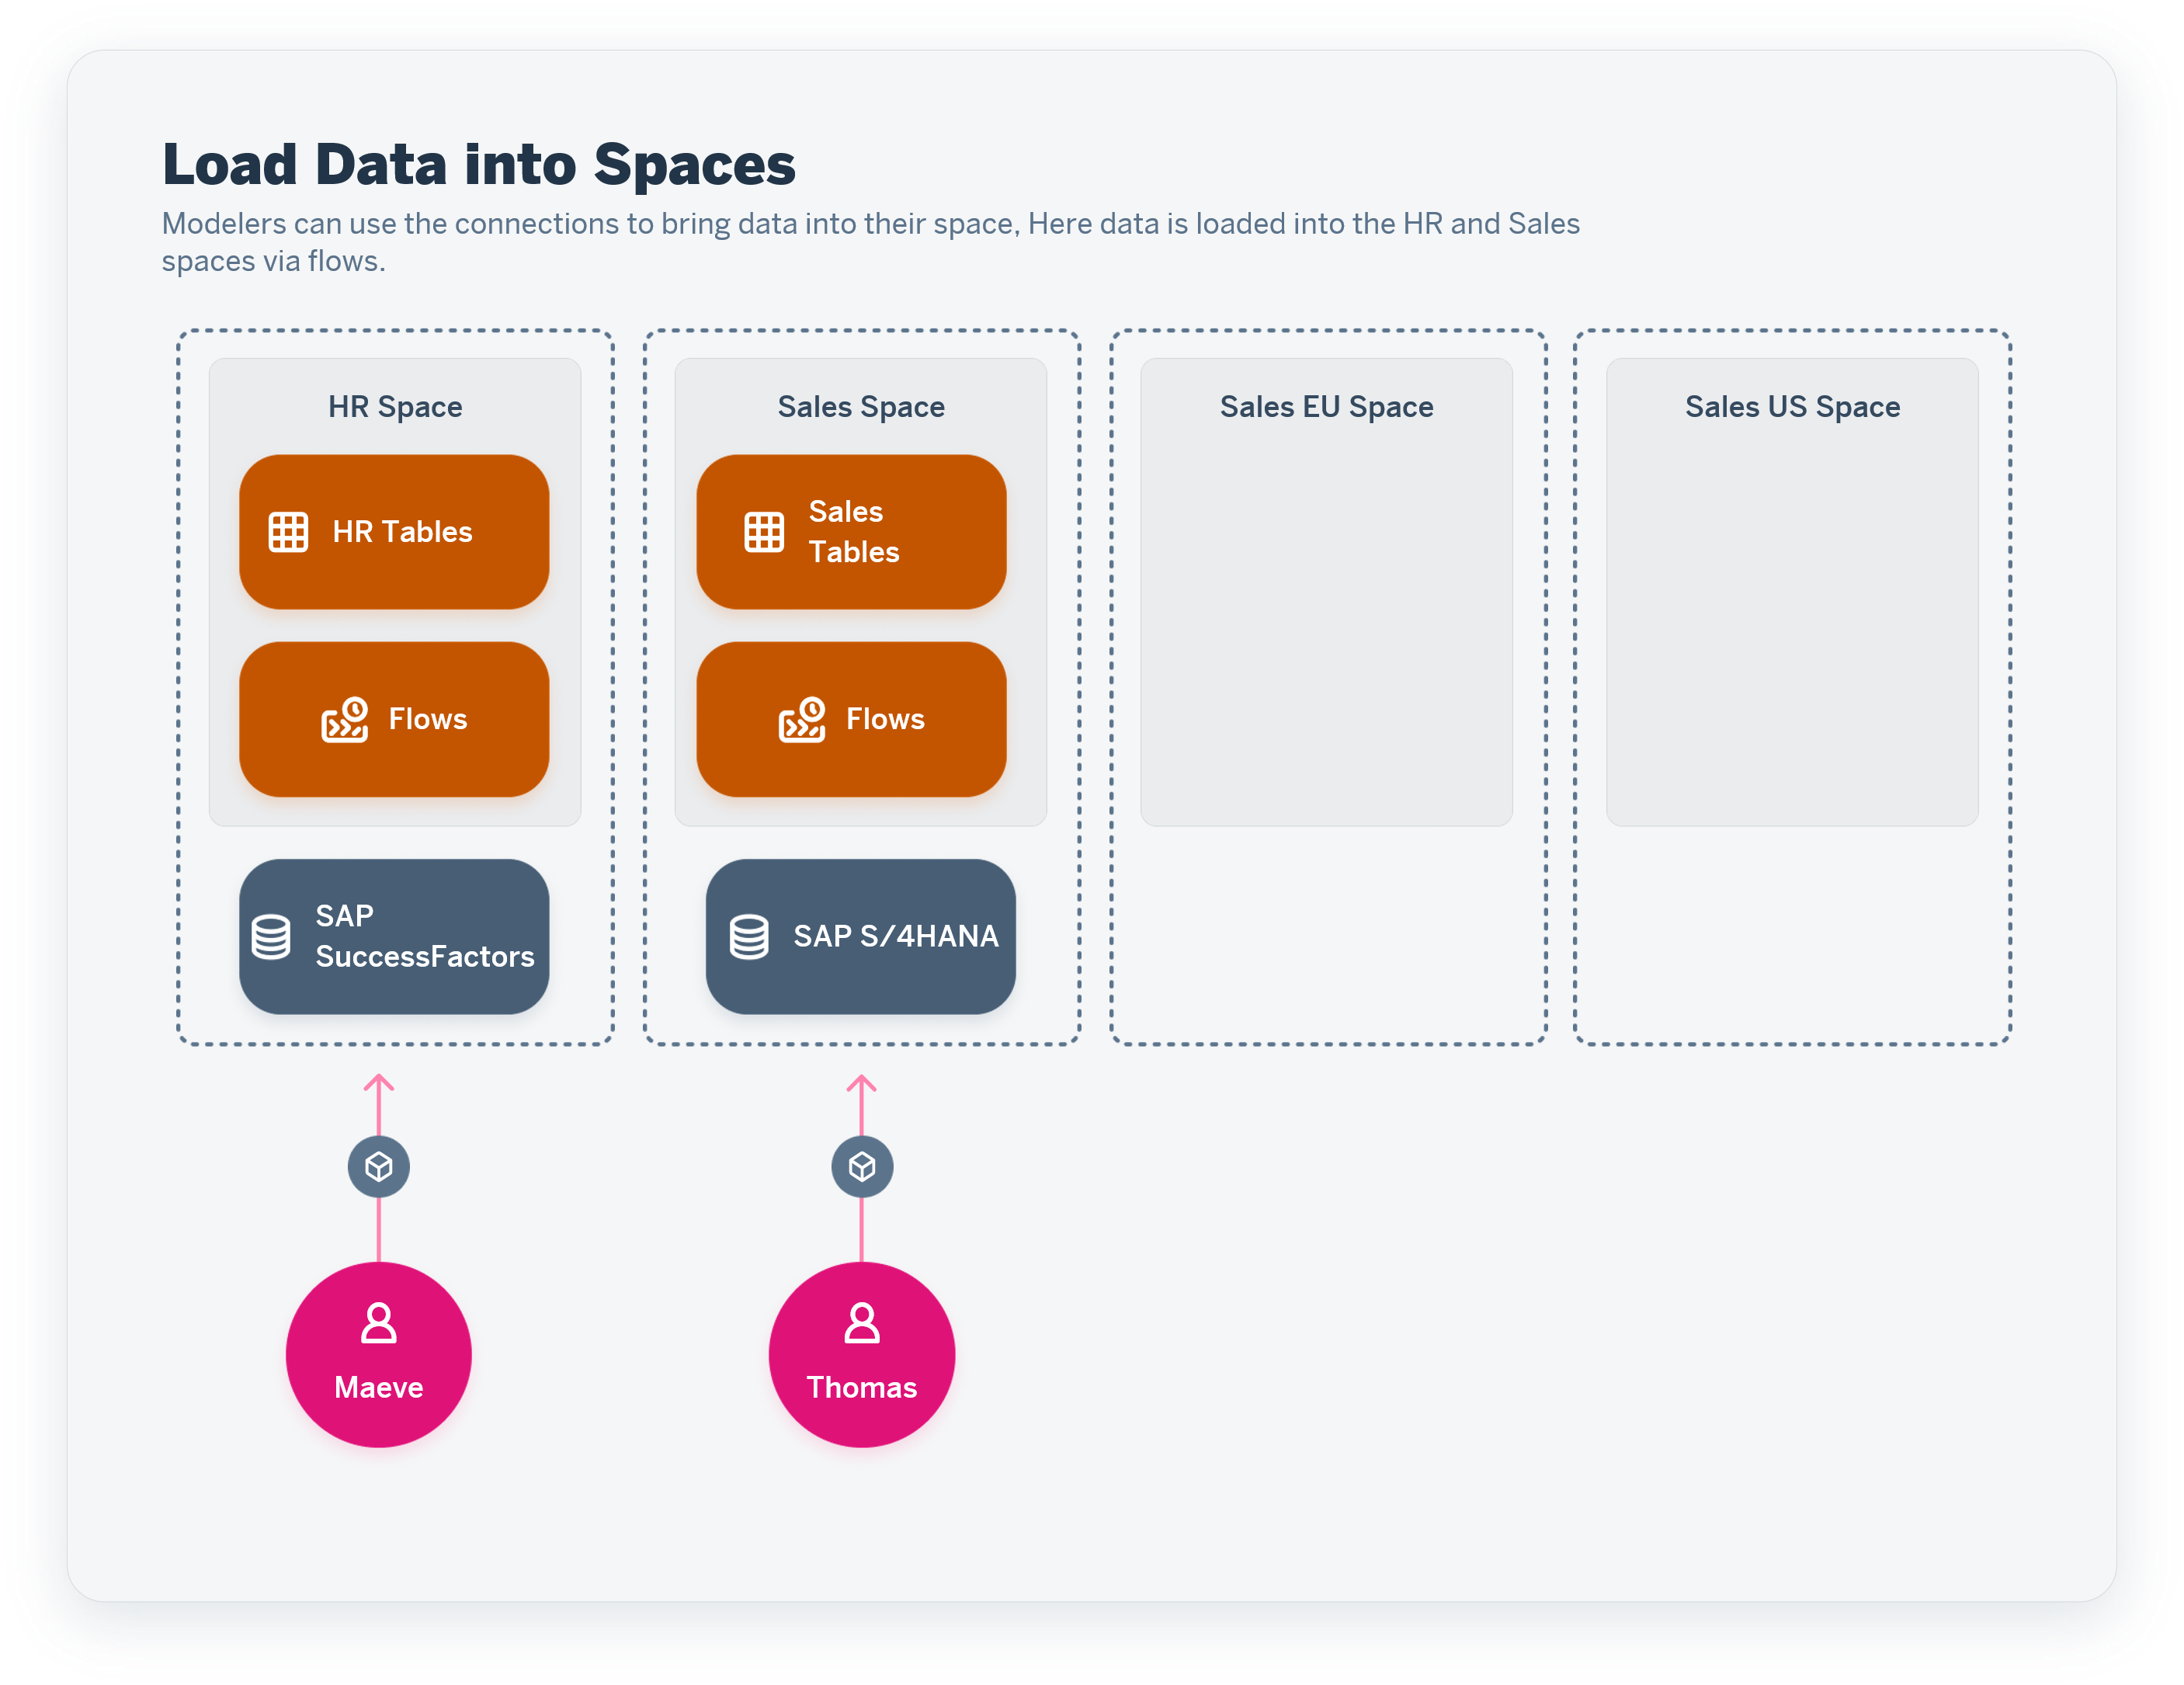 Load Data into Spaces
Modelers can use the connections to bring data into their space, Here data is loaded into the HR and Sales
spaces via flows.
HR Space
HR Tables
Flows
SAP
SuccessFactors
Sales Space
Sales
Tables
Flows
SAP S/4HANA
Sales EU Space
Sales US Space
Maeve
Thomas